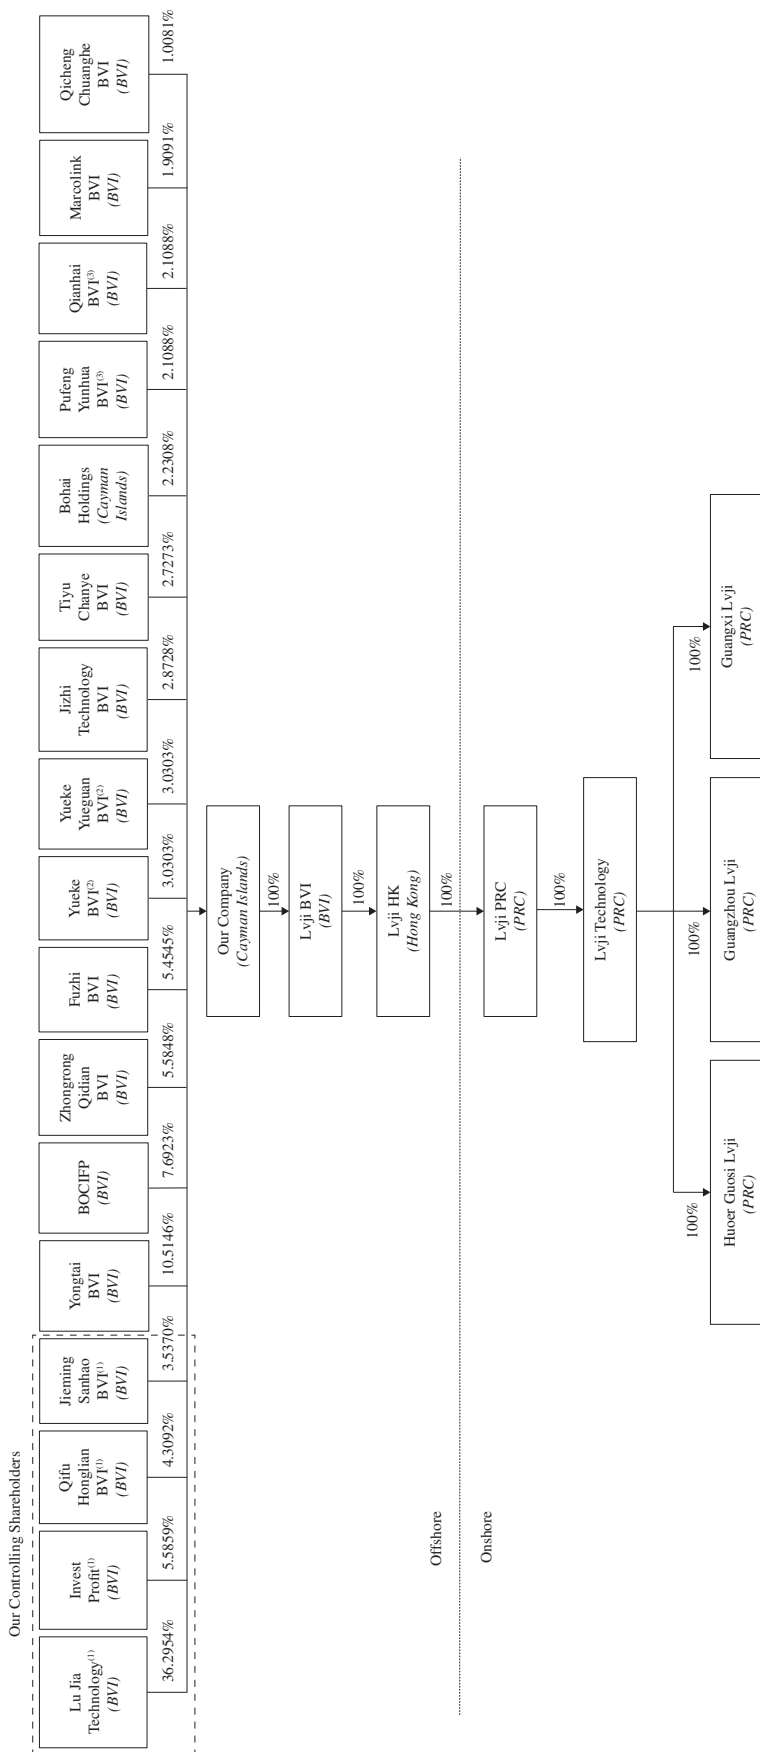 Our Controlling Shareholders
Lu Jia
Technology(1)
(BVI)
Invest
Profit(1)
(BVI)
Qifu
Honglian
BVI(1)
(BVI)
Jieming
Sanhao
BVI(1)
(BVI)
Yongtai
BVI
(BVI)
BOCIFP
(BVI)
Zhongrong
Qidian
BVI
(BVI)
Fuzhi
BVI
(BVI)
Yueke
BVI(2)
(BVI)
Yueke
Yueguan
BVI(2)
(BVI)
Jizhi
Technology
BVI
(BVI)
Tiyu
Chanye
BVI
(BVI)
Bohai
Holdings
(Cayman
Islands)
Pufeng
Yunhua
BVI(3)
(BVI)
Qianhai
BVI(3)
(BVI)
Marcolink
BVI
(BVI)
Qicheng
Chuanghe
BVI
(BVI)
36.2954%
5.5859%
4.3092%
3.5370%
10.5146%
7.6923%
5.5848%
5.4545%
3.0303%
3.0303%
2.8728%
2.7273%
2.2308%
2.1088%
2.1088%
1.9091%
1.0081%
Our Company
(Cayman Islands)
100%
Lvji BVI
(BVI)
100%
Lvji HK
(Hong Kong)
100%
Offshore
Onshore
Lvji PRC
(PRC)
100%
Lvji Technology
(PRC)
100%
100%
100%
Huoer Guosi Lvji
(PRC)
Guangzhou Lvji
(PRC)
Guangxi Lvji
(PRC)